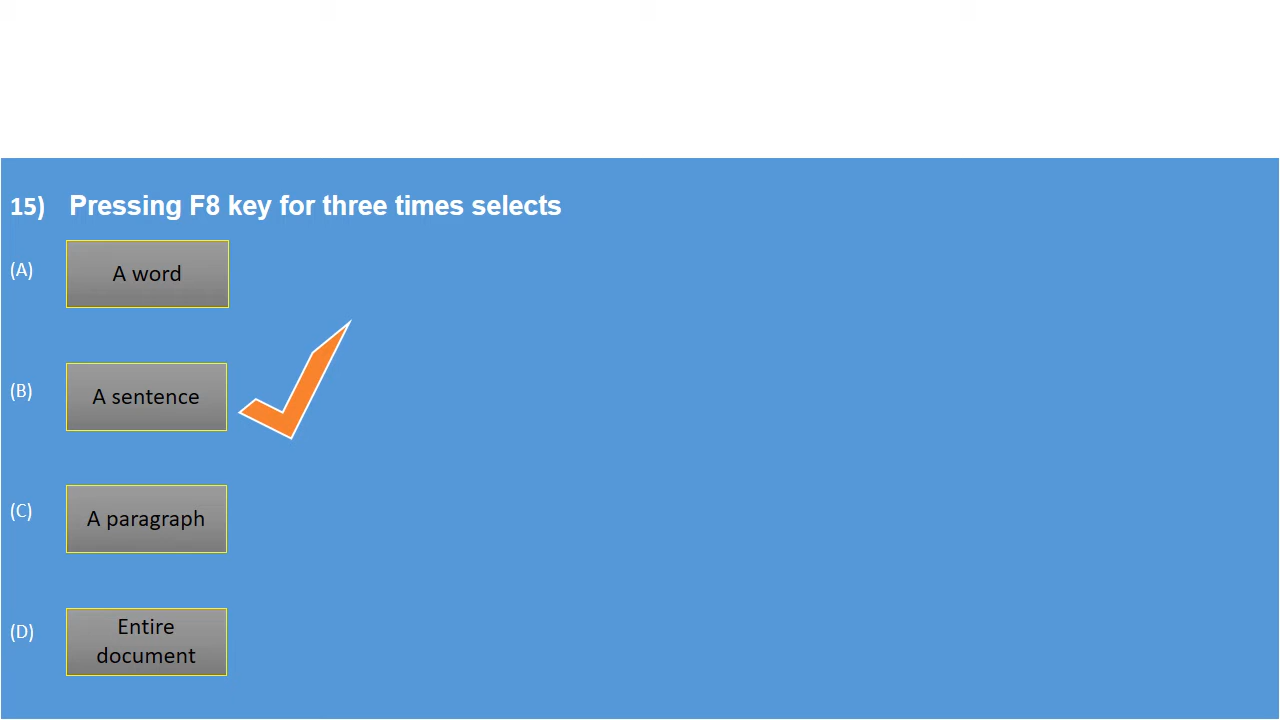 15) Pressing F8 key for three times selects
(A) A word
(B) A sentence
(C) A paragraph
(D) Entire
document